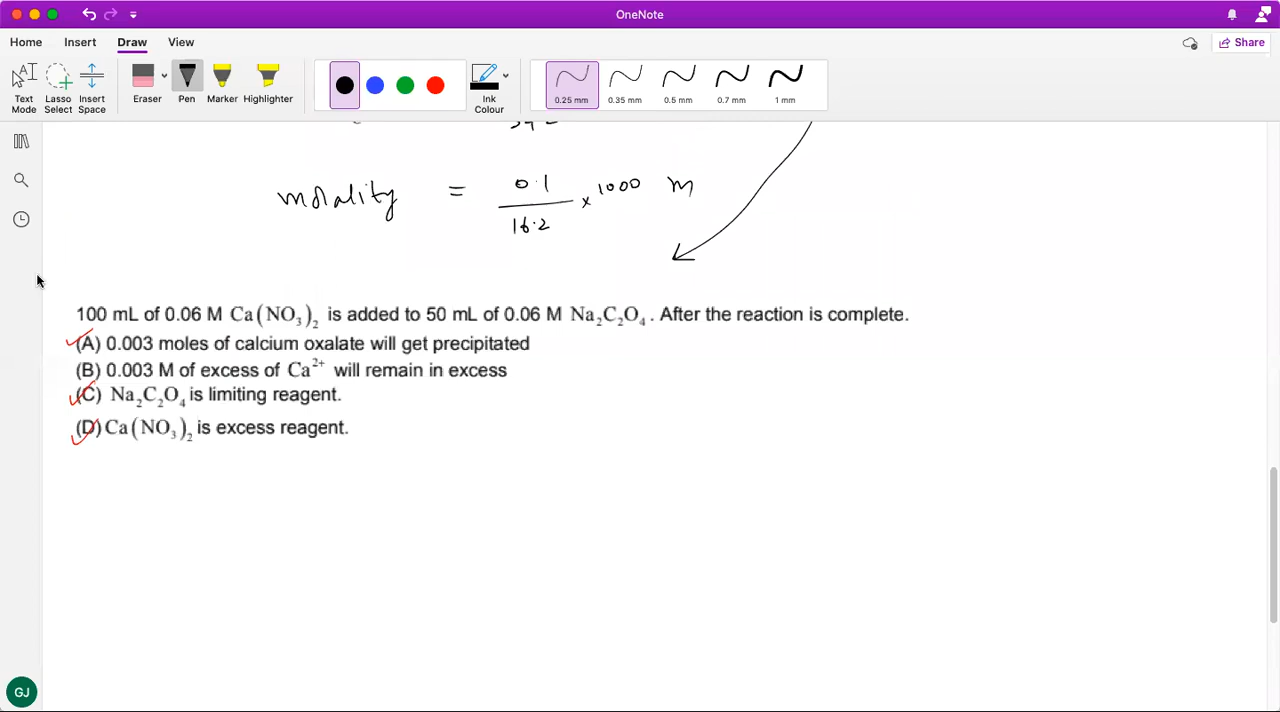 OneNote
Home Insert Draw View
Share
Text Mode
Lasso Select
Insert Space
Eraser
Pen
Marker
Highlighter
Ink Colour
0.25 mm
0.35 mm
0.5 mm
0.7 mm
1 mm
molality = 0.1 / 16.2 × 1000 m
100 mL of 0.06 M Ca(NO₃)₂ is added to 50 mL of 0.06 M Na₂C₂O₄. After the reaction is complete.
(A) 0.003 moles of calcium oxalate will get precipitated
(B) 0.003 M of excess of Ca²⁺ will remain in excess
(C) Na₂C₂O₄ is limiting reagent.
(D) Ca(NO₃)₂ is excess reagent.
GJ